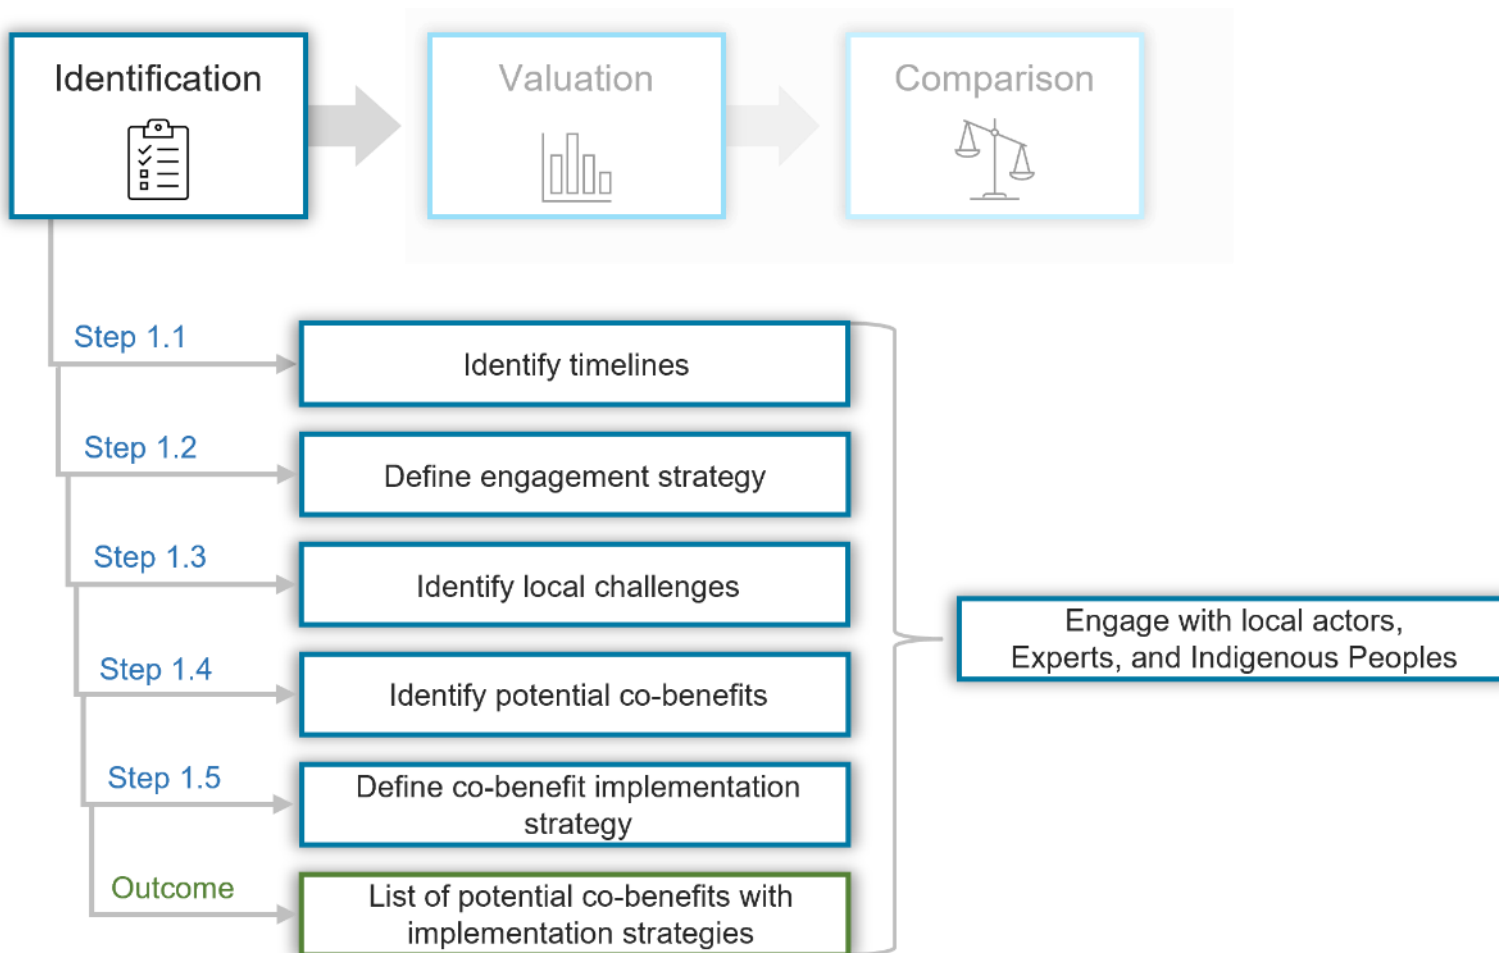 Identification
Valuation
Comparison
Step 1.1
Identify timelines
Step 1.2
Define engagement strategy
Step 1.3
Identify local challenges
Step 1.4
Identify potential co-benefits
Step 1.5
Define co-benefit implementation
strategy
Outcome
List of potential co-benefits with
implementation strategies
Engage with local actors,
Experts, and Indigenous Peoples